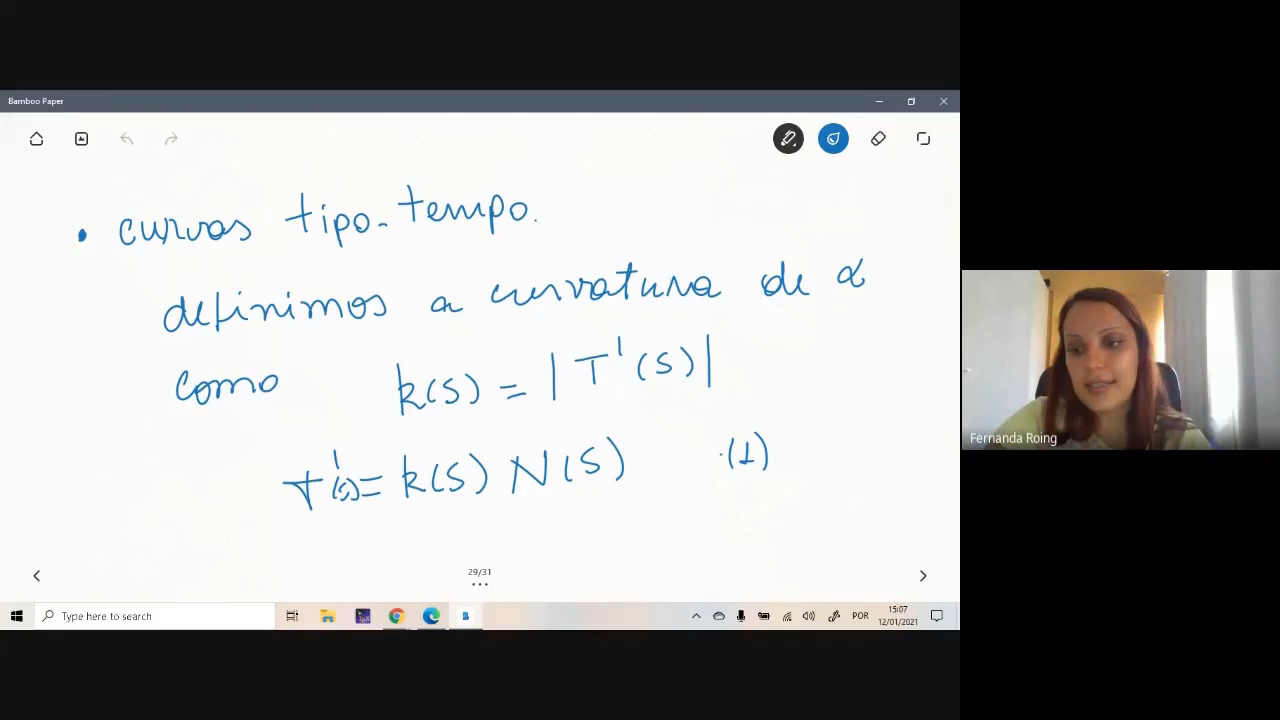 Bamboo Paper
• curvas tipo-tempo.
definimos a curvatura de α
como k(s) = |T'(s)|
T'(s) = k(s) N(s) (1)
29/31
Fernanda Roing
Type here to search
POR
15:07
12/01/2021